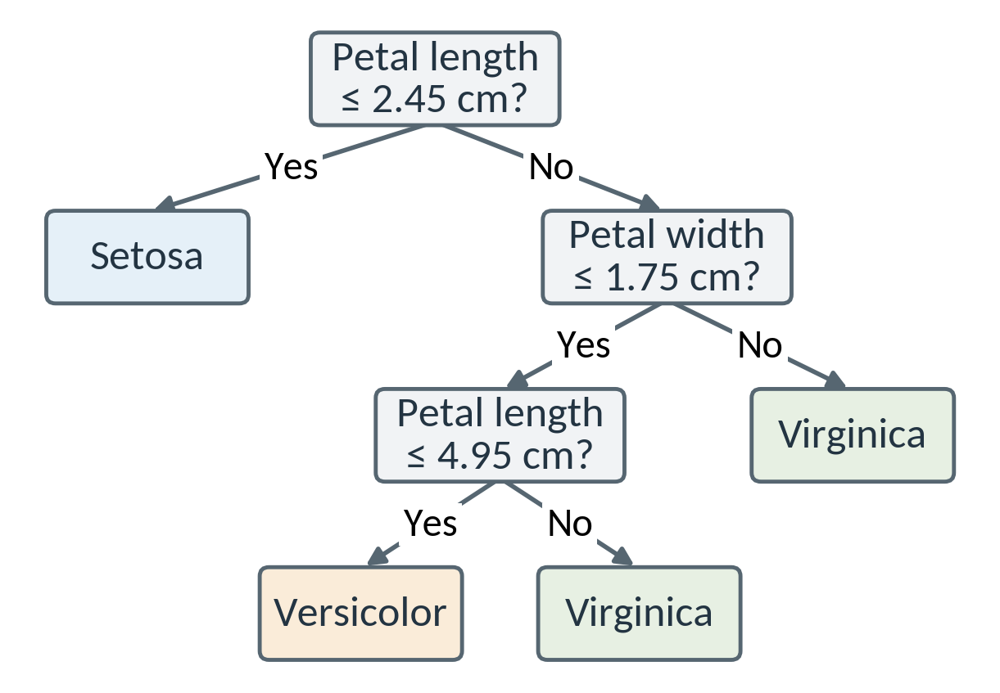 Petal length
≤ 2.45 cm?
Yes
No
Setosa
Petal width
≤ 1.75 cm?
Yes
No
Petal length
≤ 4.95 cm?
Virginica
Yes
No
Versicolor
Virginica